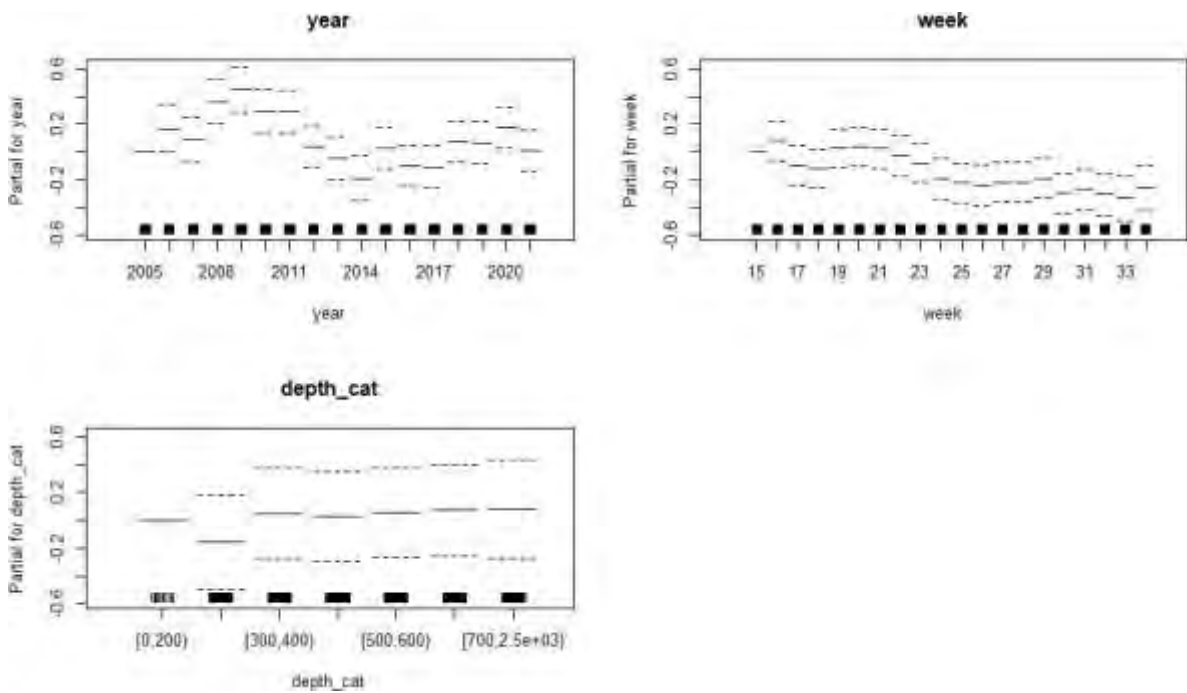 year
Partial for year
0.6
0.2
-0.2
-0.6
2005 2008 2011 2014 2017 2020
year
week
Partial for week
0.6
0.2
-0.2
-0.6
15 17 19 21 23 25 27 29 31 33
week
depth_cat
Partial for depth_cat
0.6
0.2
-0.2
-0.6
[0,200) [300,400) [500,600) [700,2.5e+03)
depth_cat